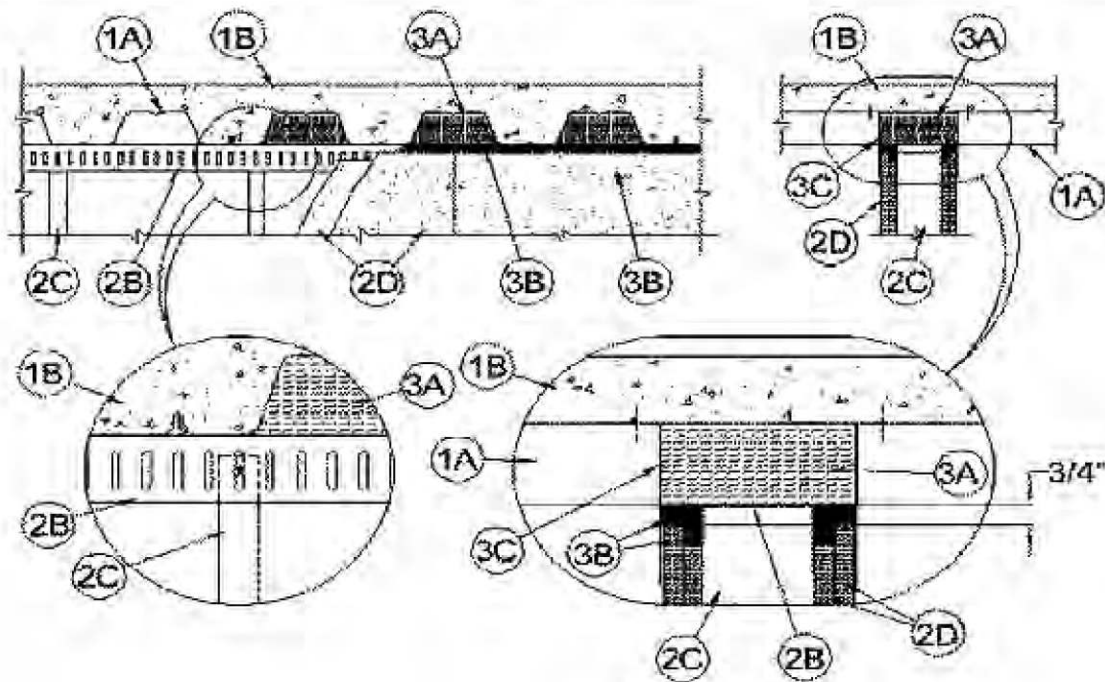 1A 1B 3A 1B 3A
3C 1A
2D
2C 2B 2D 3B 3B 2C
1B 3A 1B
1A 3A 3/4"
2B 3C 3B
2C 2D
2C 2B